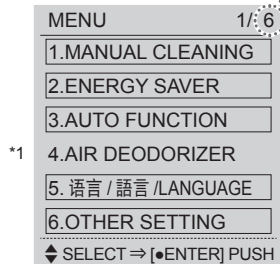 MENU 1/6
1.MANUAL CLEANING
2.ENERGY SAVER
3.AUTO FUNCTION
*1 4.AIR DEODORIZER
5. 语言 / 語言 /LANGUAGE
6.OTHER SETTING
◆ SELECT ⇒ [●ENTER] PUSH